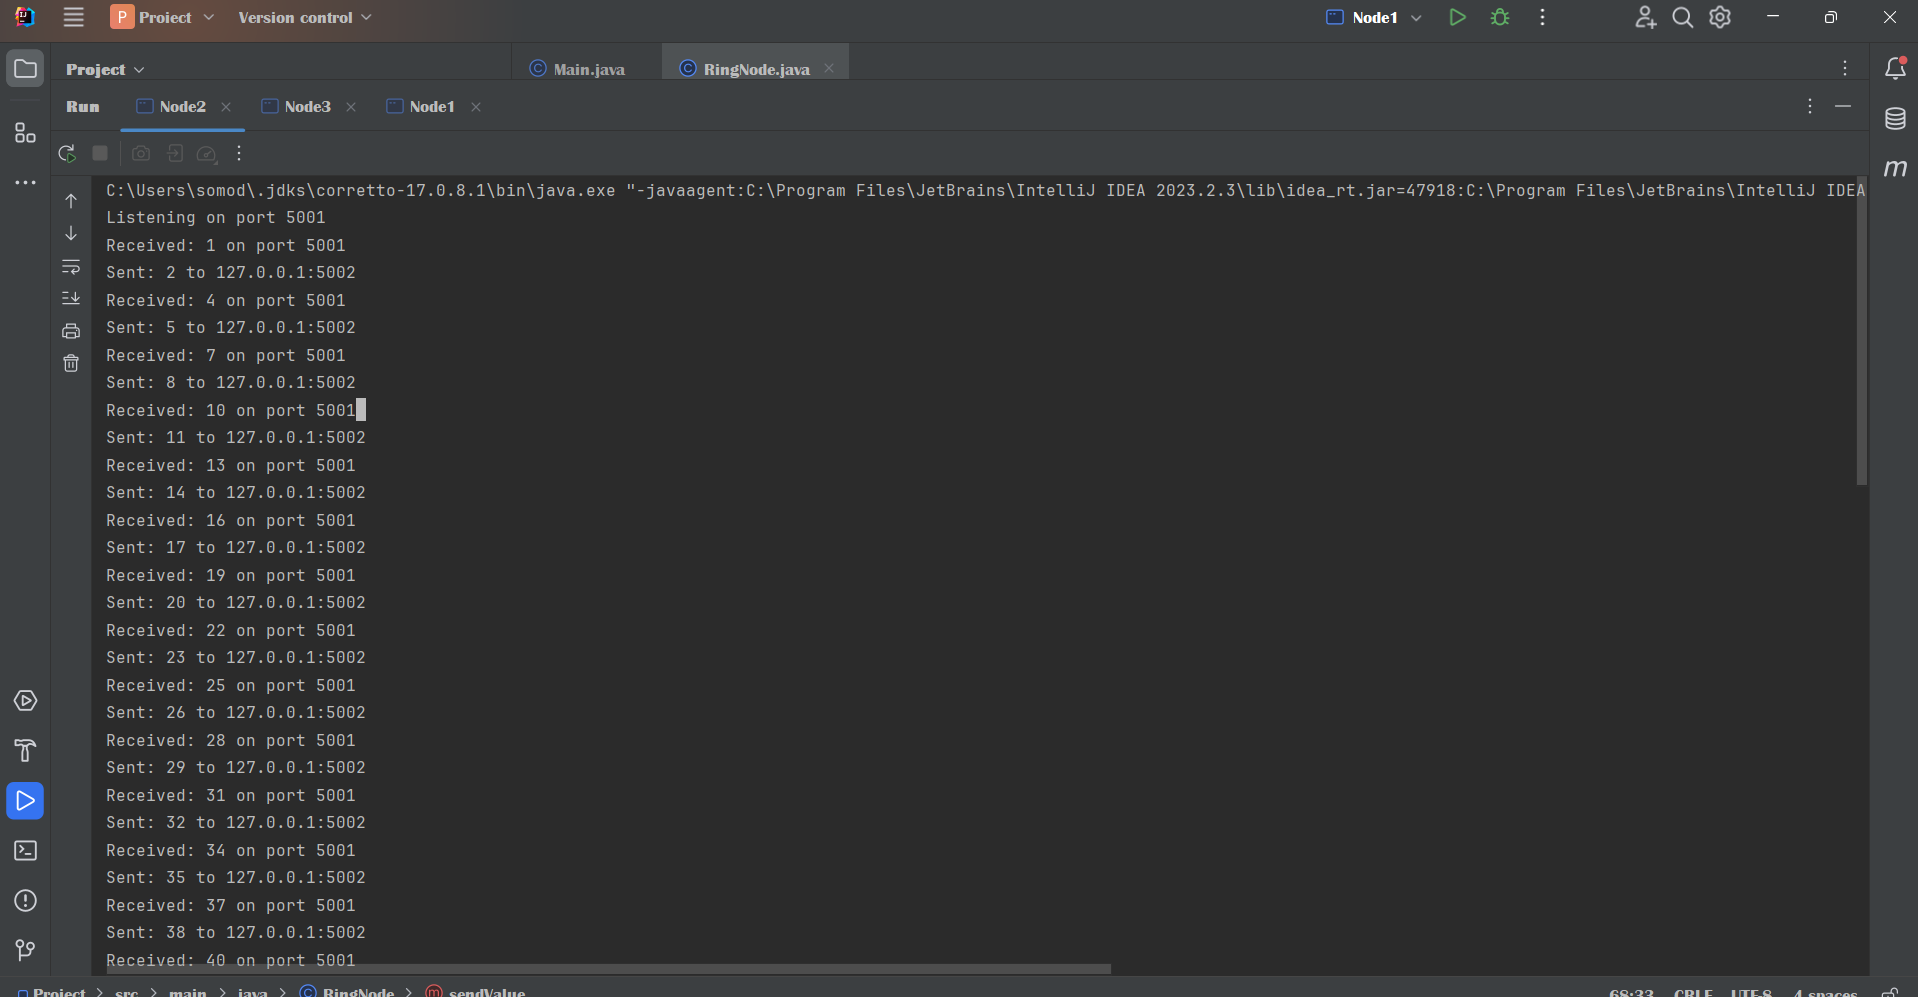 P Project Version control Node1
Project Main.java RingNode.java
Run Node2 Node3 Node1
C:\Users\somod\.jdks\corretto-17.0.8.1\bin\java.exe "-javaagent:C:\Program Files\JetBrains\IntelliJ IDEA 2023.2.3\lib\idea_rt.jar=47918:C:\Program Files\JetBrains\IntelliJ IDEA
Listening on port 5001
Received: 1 on port 5001
Sent: 2 to 127.0.0.1:5002
Received: 4 on port 5001
Sent: 5 to 127.0.0.1:5002
Received: 7 on port 5001
Sent: 8 to 127.0.0.1:5002
Received: 10 on port 5001
Sent: 11 to 127.0.0.1:5002
Received: 13 on port 5001
Sent: 14 to 127.0.0.1:5002
Received: 16 on port 5001
Sent: 17 to 127.0.0.1:5002
Received: 19 on port 5001
Sent: 20 to 127.0.0.1:5002
Received: 22 on port 5001
Sent: 23 to 127.0.0.1:5002
Received: 25 on port 5001
Sent: 26 to 127.0.0.1:5002
Received: 28 on port 5001
Sent: 29 to 127.0.0.1:5002
Received: 31 on port 5001
Sent: 32 to 127.0.0.1:5002
Received: 34 on port 5001
Sent: 35 to 127.0.0.1:5002
Received: 37 on port 5001
Sent: 38 to 127.0.0.1:5002
Received: 40 on port 5001
Project > src > main > java > RingNode > sendValue 68:33 CRLF UTF-8 4 spaces